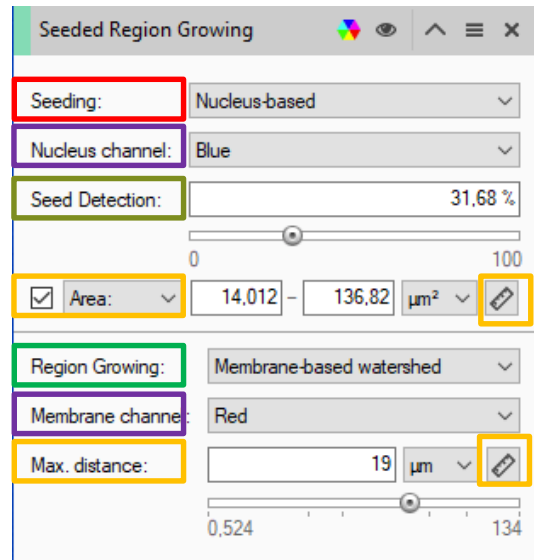 Seeded Region Growing
Seeding: Nucleus-based
Nucleus channel: Blue
Seed Detection: 31,68 %
0 100
Area: 14,012 – 136,82 µm²
Region Growing: Membrane-based watershed
Membrane channel: Red
Max. distance: 19 µm
0,524 134